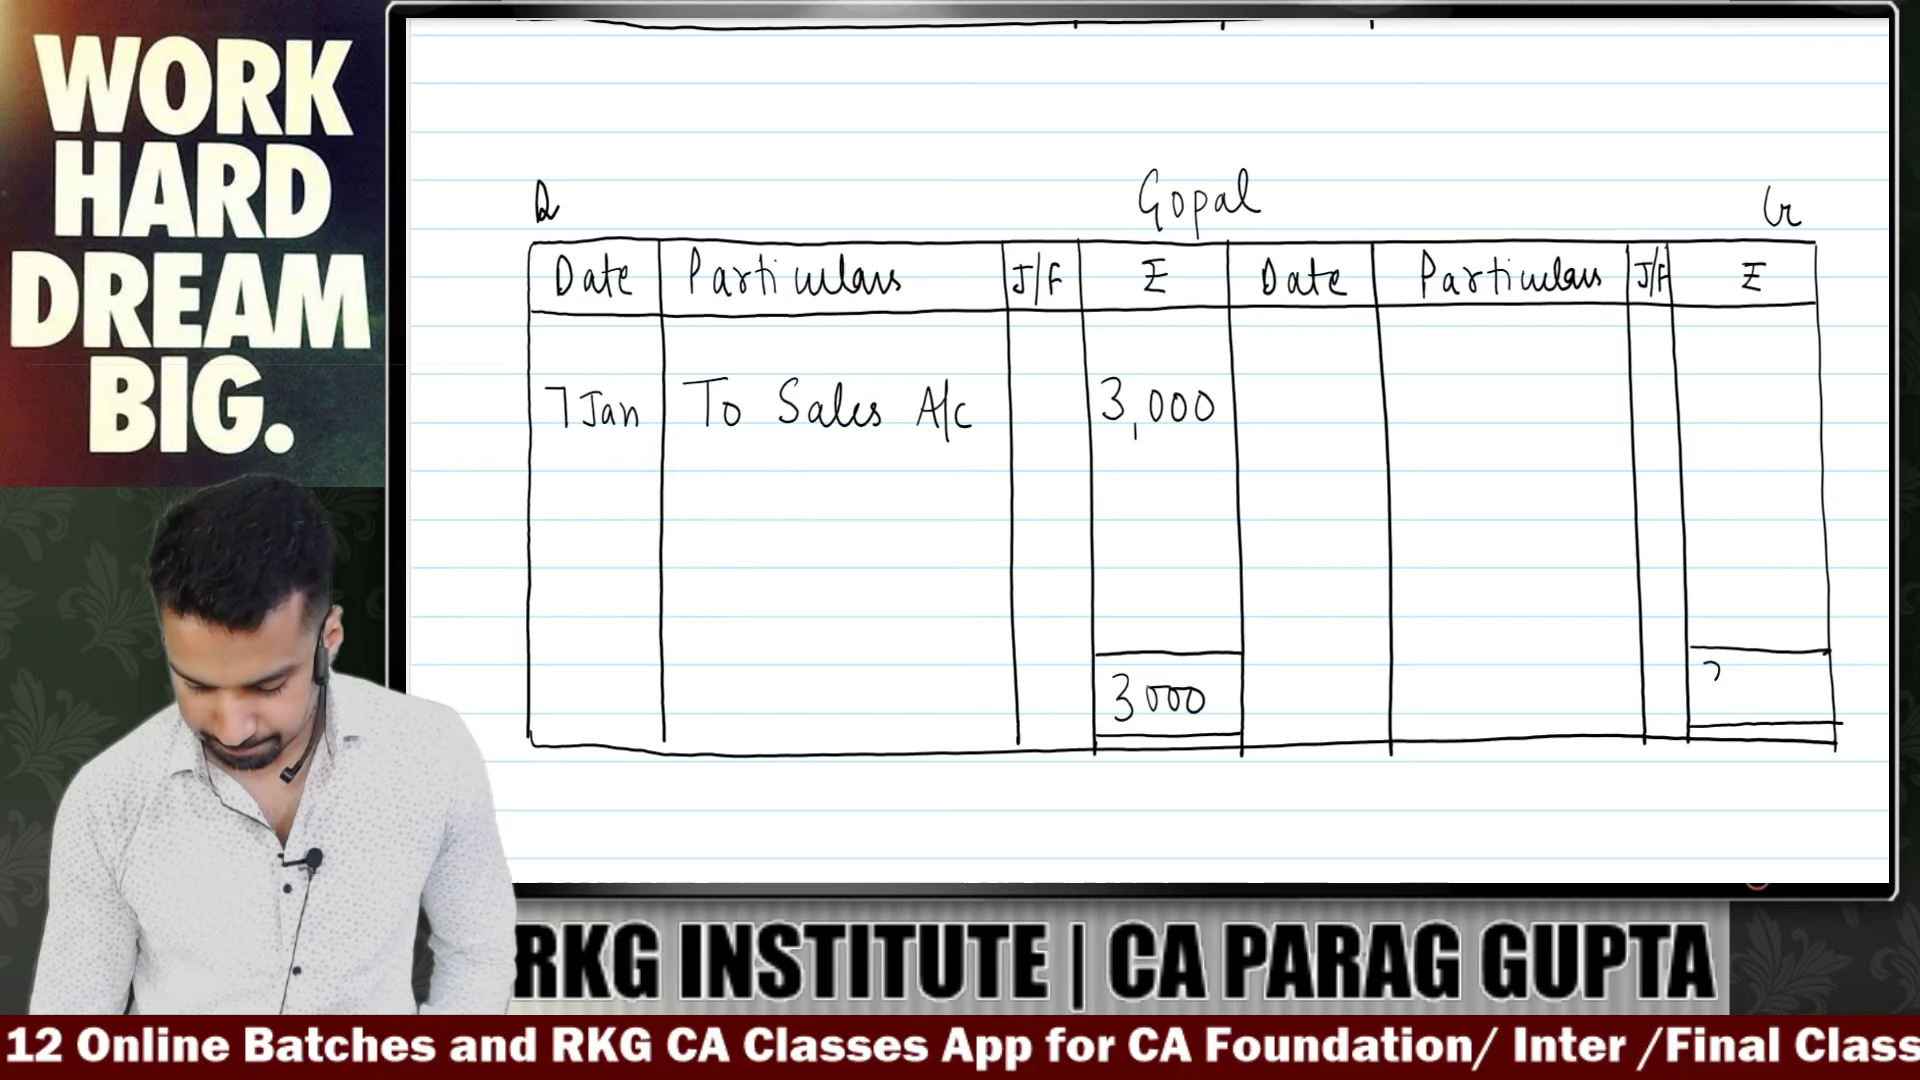 WORK
HARD
DREAM
BIG.
Gopal
Dr Cr
Date Particulars J/F ₹ Date Particulars J/F ₹
7 Jan To Sales A/c 3,000
3000
RKG INSTITUTE | CA PARAG GUPTA
12 Online Batches and RKG CA Classes App for CA Foundation/ Inter /Final Class